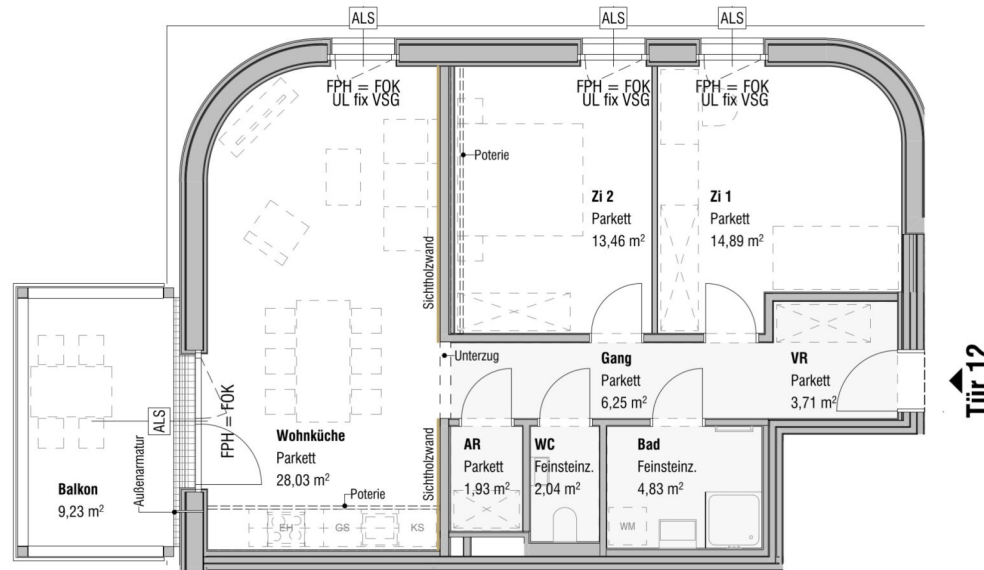 ALS
ALS
ALS
FPH = FOK
UL fix VSG
FPH = FOK
UL fix VSG
FPH = FOK
UL fix VSG
Poterie
Zi 2
Parkett
13,46 m²
Zi 1
Parkett
14,89 m²
Sichtholzwand
Unterzug
Gang
Parkett
6,25 m²
VR
Parkett
3,71 m²
Tür 12
ALS
FPH = FOK
Wohnküche
Parkett
28,03 m²
Sichtholzwand
AR
Parkett
1,93 m²
WC
Feinsteinz.
2,04 m²
Bad
Feinsteinz.
4,83 m²
Balkon
9,23 m²
Außenarmatur
Poterie
EH
GS
KS
WM